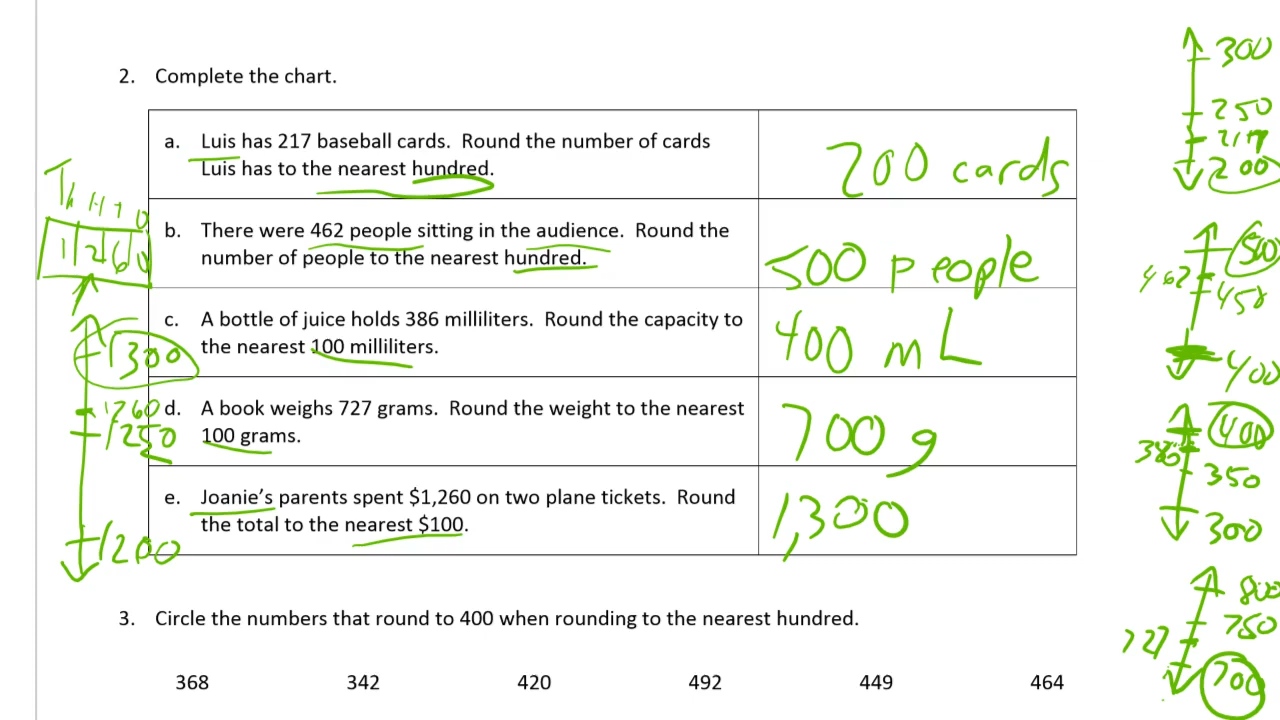 2. Complete the chart.
a. Luis has 217 baseball cards. Round the number of cards
Luis has to the nearest hundred.
200 cards
b. There were 462 people sitting in the audience. Round the
number of people to the nearest hundred.
500 people
c. A bottle of juice holds 386 milliliters. Round the capacity to
the nearest 100 milliliters.
400 mL
d. A book weighs 727 grams. Round the weight to the nearest
100 grams.
700 g
e. Joanie's parents spent $1,260 on two plane tickets. Round
the total to the nearest $100.
1,300
Th H T O
1 2 6 0
1300
1260
1250
1200
300
250
217
200
500
462
450
400
400
386
350
300
800
750
727
700
3. Circle the numbers that round to 400 when rounding to the nearest hundred.
368 342 420 492 449 464